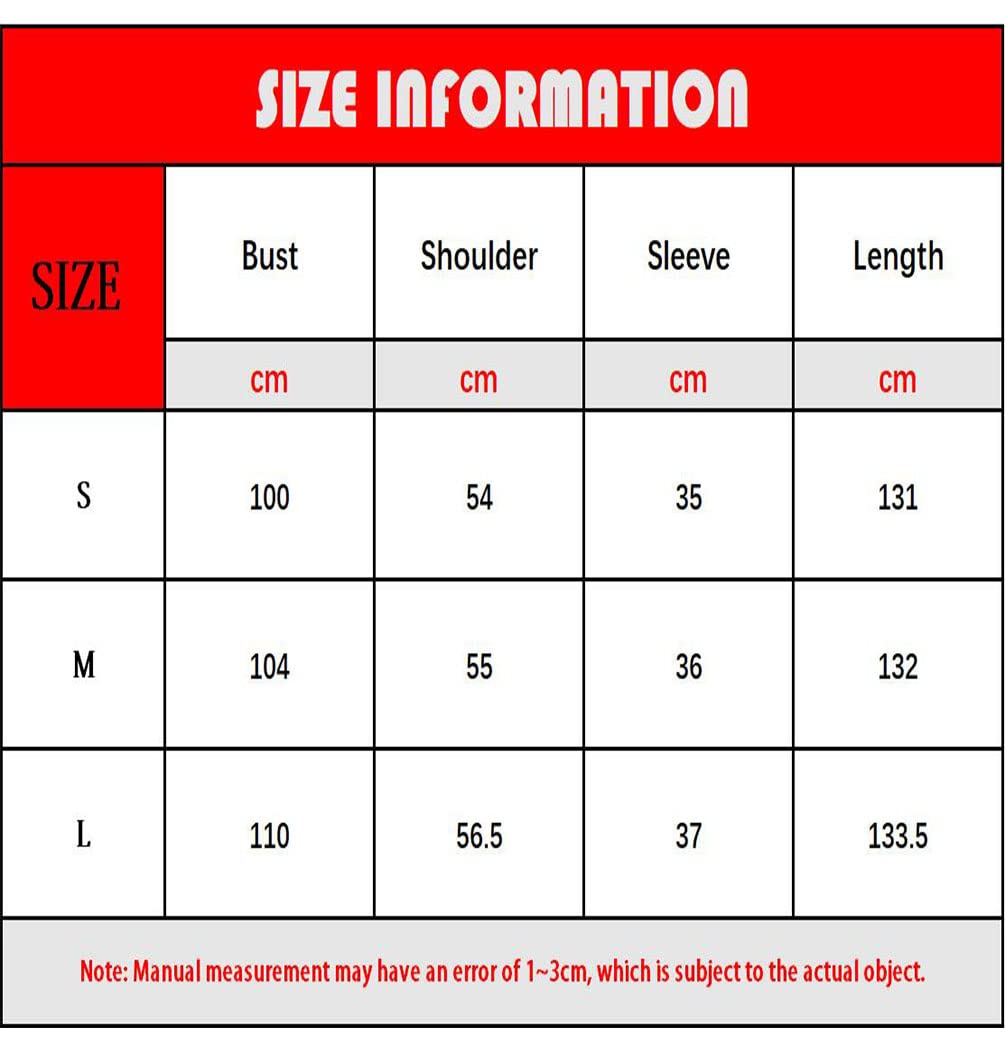 SIZE INFORMATION
SIZE Bust Shoulder Sleeve Length
cm cm cm cm
S 100 54 35 131
M 104 55 36 132
L 110 56.5 37 133.5
Note: Manual measurement may have an error of 1~3cm, which is subject to the actual object.